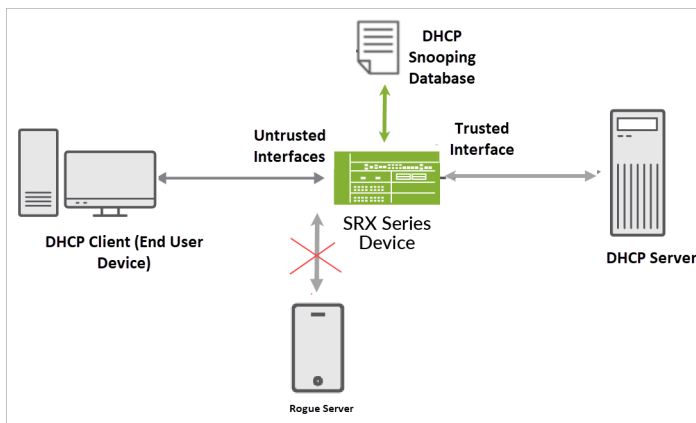 DHCP
Snooping
Database
Untrusted
Interfaces
Trusted
Interface
SRX Series
Device
DHCP Client (End User
Device)
DHCP Server
Rogue Server